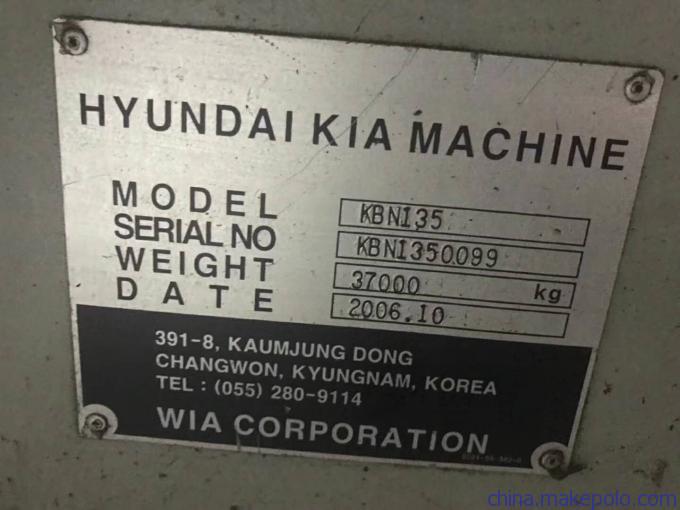 HYUNDAI KIA MACHINE
MODEL KBN135
SERIAL NO KBN1350099
WEIGHT 37000 kg
DATE 2006.10
391-8, KAUMJUNG DONG
CHANGWON, KYUNGNAM, KOREA
TEL : (055) 280-9114
WIA CORPORATION
china.makepolo.com